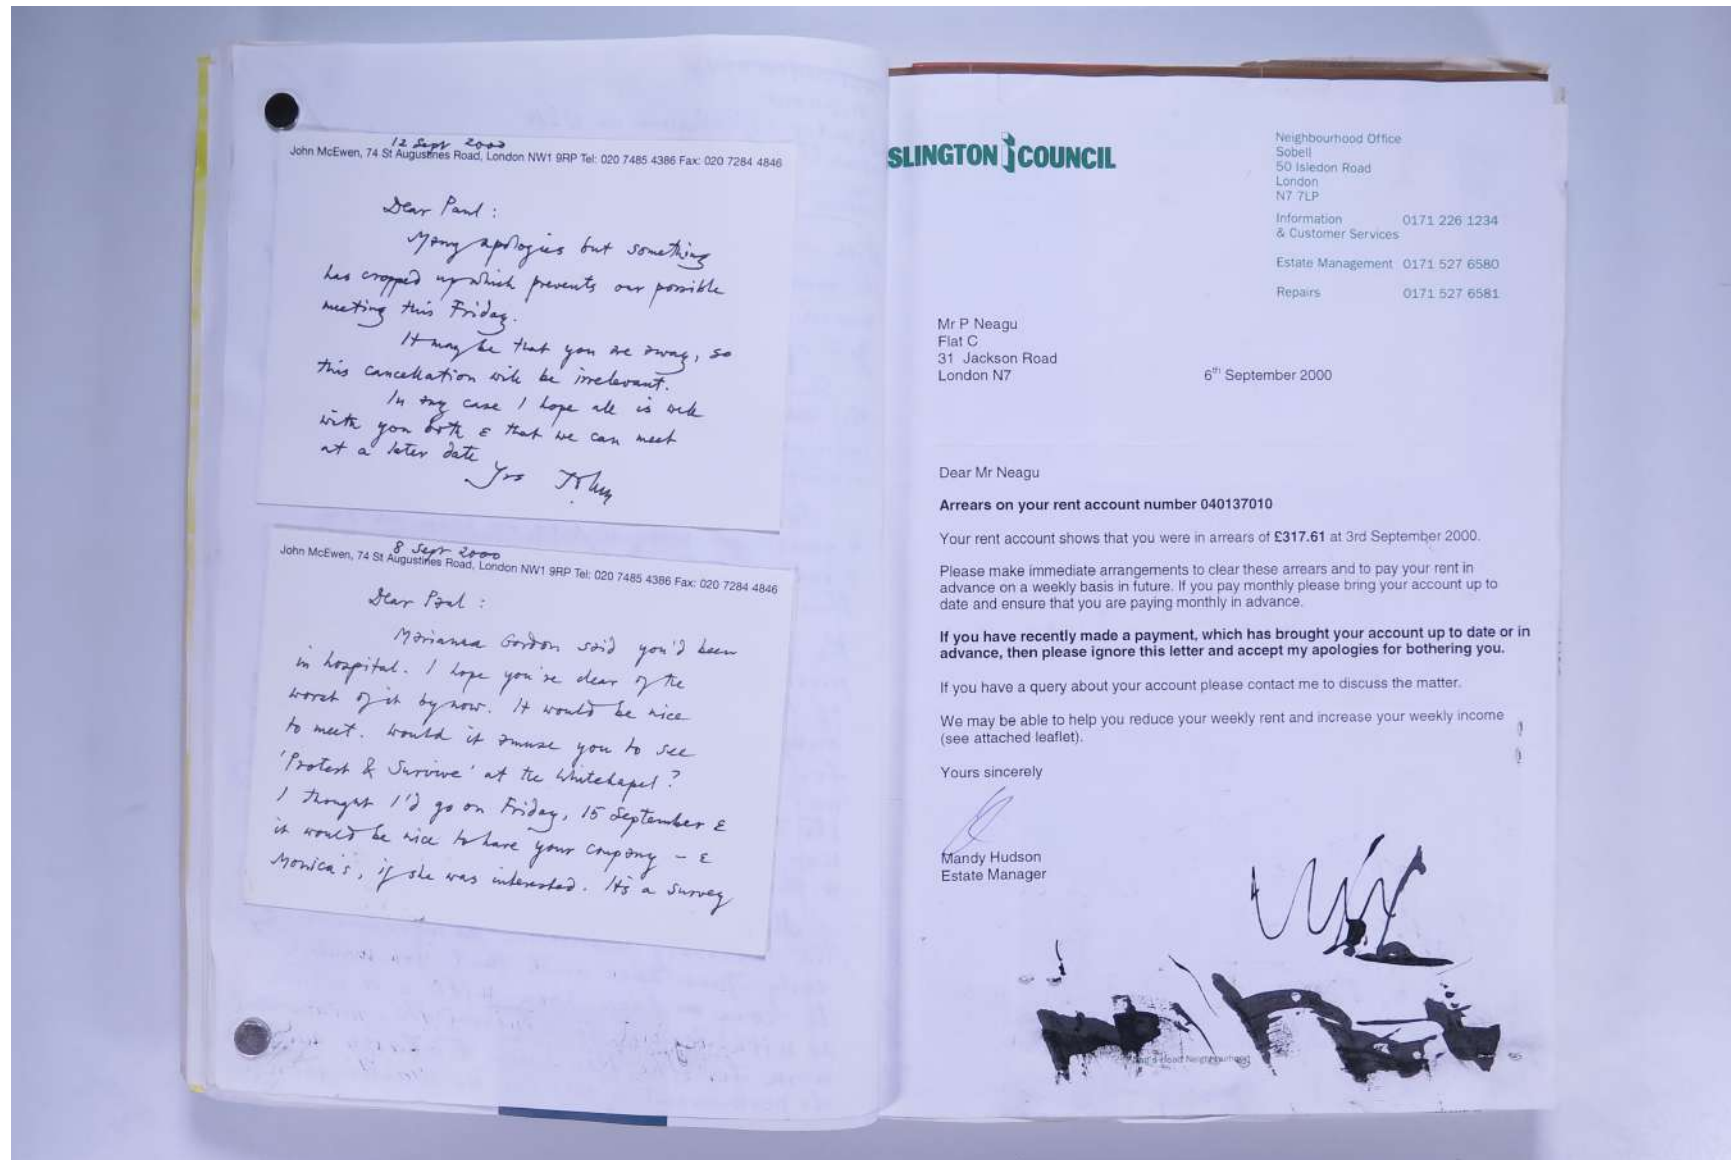 12 Sept 2000
John McEwen, 74 St Augustines Road, London NW1 9RP Tel: 020 7485 4386 Fax: 020 7284 4846
Dear Paul :
Many apologies but something
has cropped up which prevents our possible
meeting this Friday.
It may be that you are away, so
this cancellation will be irrelevant.
In any case I hope all is well
with you both & that we can meet
at a later date
Yrs John
8 Sept 2000
John McEwen, 74 St Augustines Road, London NW1 9RP Tel: 020 7485 4386 Fax: 020 7284 4846
Dear Paul :
Marianna Gordon said you'd been
in hospital. I hope you're clear of the
worst of it by now. It would be nice
to meet. Would it amuse you to see
'Protest & Survive' at the Whitechapel?
I thought I'd go on Friday, 15 September &
it would be nice to have your company - &
Monica's, if she was interested. It's a survey
SLINGTON COUNCIL
Neighbourhood Office
Sobell
50 Isledon Road
London
N7 7LP
Information 0171 226 1234
& Customer Services
Estate Management 0171 527 6580
Repairs 0171 527 6581
Mr P Neagu
Flat C
31 Jackson Road
London N7
6th September 2000
Dear Mr Neagu
Arrears on your rent account number 040137010
Your rent account shows that you were in arrears of £317.61 at 3rd September 2000.
Please make immediate arrangements to clear these arrears and to pay your rent in
advance on a weekly basis in future. If you pay monthly please bring your account up to
date and ensure that you are paying monthly in advance.
If you have recently made a payment, which has brought your account up to date or in
advance, then please ignore this letter and accept my apologies for bothering you.
If you have a query about your account please contact me to discuss the matter.
We may be able to help you reduce your weekly rent and increase your weekly income
(see attached leaflet).
Yours sincerely
Mandy Hudson
Estate Manager
Neighbourhood